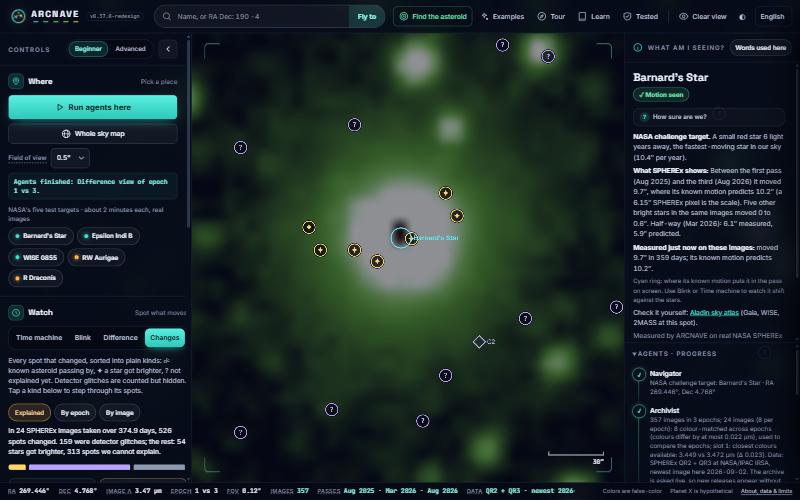 ARCNAVE
v0.37.0-redesign
Name, or RA Dec: 190 -4
Fly to
Find the asteroid
Examples
Tour
Learn
Tested
Clear view
English
CONTROLS
Beginner
Advanced
Where
Pick a place
Run agents here
Whole sky map
Field of view
0.5°
Agents finished: Difference view of epoch
1 vs 3.
NASA's five test targets · about 2 minutes each, real
images
Barnard's Star
Epsilon Indi B
WISE 0855
RW Aurigae
R Draconis
Watch
Spot what moves
Time machine
Blink
Difference
Changes
Every spot that changed, sorted into plain kinds: a
known asteroid passing by, ✦ a star got brighter, ? not
explained yet. Detector glitches are counted but hidden.
Tap a kind below to step through its spots.
Explained
By epoch
By image
In 24 SPHEREx images taken over 374.9 days, 526
spots changed. 159 were detector glitches; the rest: 54
stars got brighter, 313 spots we cannot explain.
Barnard's Star
C2
30"
WHAT AM I SEEING?
Words used here
Barnard's Star
✓ Motion seen
? How sure are we?
NASA challenge target. A small red star 6 light
years away, the fastest-moving star in our sky
(10.4" per year).
What SPHEREx shows: Between the first pass
(Aug 2025) and the third (Aug 2026) it moved
9.7", where its known motion predicts 10.2" (a
6.15" SPHEREx pixel is the scale). Five other
bright stars in the same images moved 0 to
0.6". Half-way (Mar 2026): 6.1" measured,
5.9" predicted.
Measured just now on these images: moved
9.7" in 359 days; its known motion predicts
10.2".
Cyan ring: where its known motion puts it in the pass
on screen. Use Blink or Time machine to watch it shift
against the stars.
Check it yourself: Aladin sky atlas (Gaia, WISE,
2MASS at this spot).
Measured by ARCNAVE on real NASA SPHEREx
▾ AGENTS · PROGRESS
Navigator
NASA challenge target: Barnard's Star · RA
269.446°, Dec 4.768°
Archivist
357 images in 3 epochs; 24 images (8 per
epoch): 8 colour-matched across epochs
(colours differ by at most 0.022 μm), used to
compare the epochs; slot 1: closest colours
available: 3.449 vs 3.472 μm (Δ 0.023). Data:
SPHEREx QR2 + QR3 at NASA/IPAC IRSA,
newest image here 2026-09-02. The archive
RA 269.446° DEC 4.768° IMAGE Λ 3.47 μm EPOCH 1 vs 3 FOV 0.12° IMAGES 357 PASSES Aug 2025 · Mar 2026 · Aug 2026 DATA QR2 + QR3 · newest 2026-
Colors are false-color
Planet X is hypothetical
About, data & limits